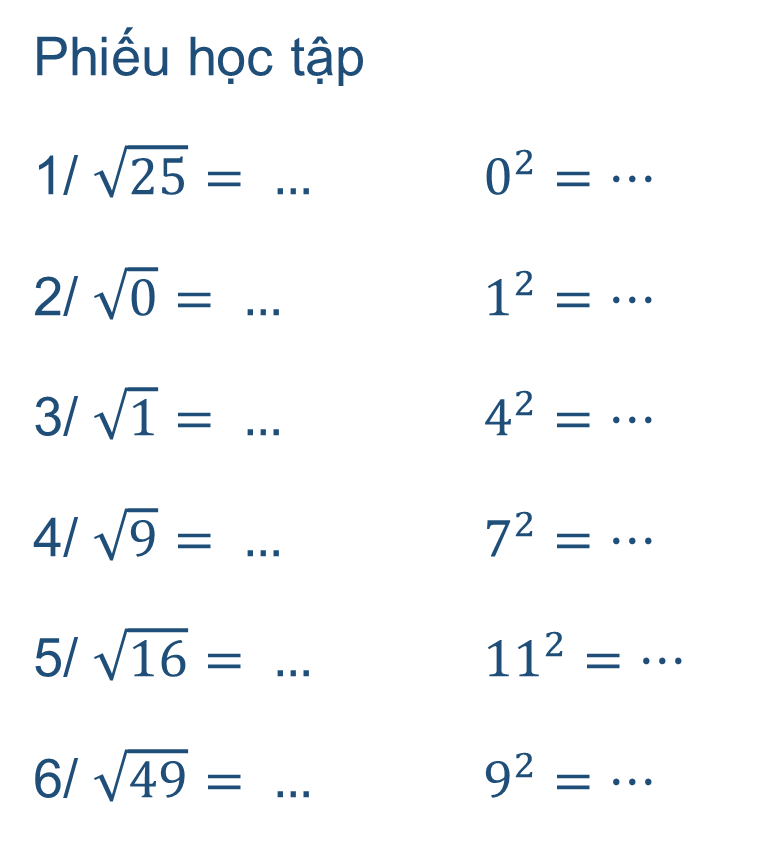 Phiếu học tập
1/ √25 = ... 0² = ⋯
2/ √0 = ... 1² = ⋯
3/ √1 = ... 4² = ⋯
4/ √9 = ... 7² = ⋯
5/ √16 = ... 11² = ⋯
6/ √49 = ... 9² = ⋯